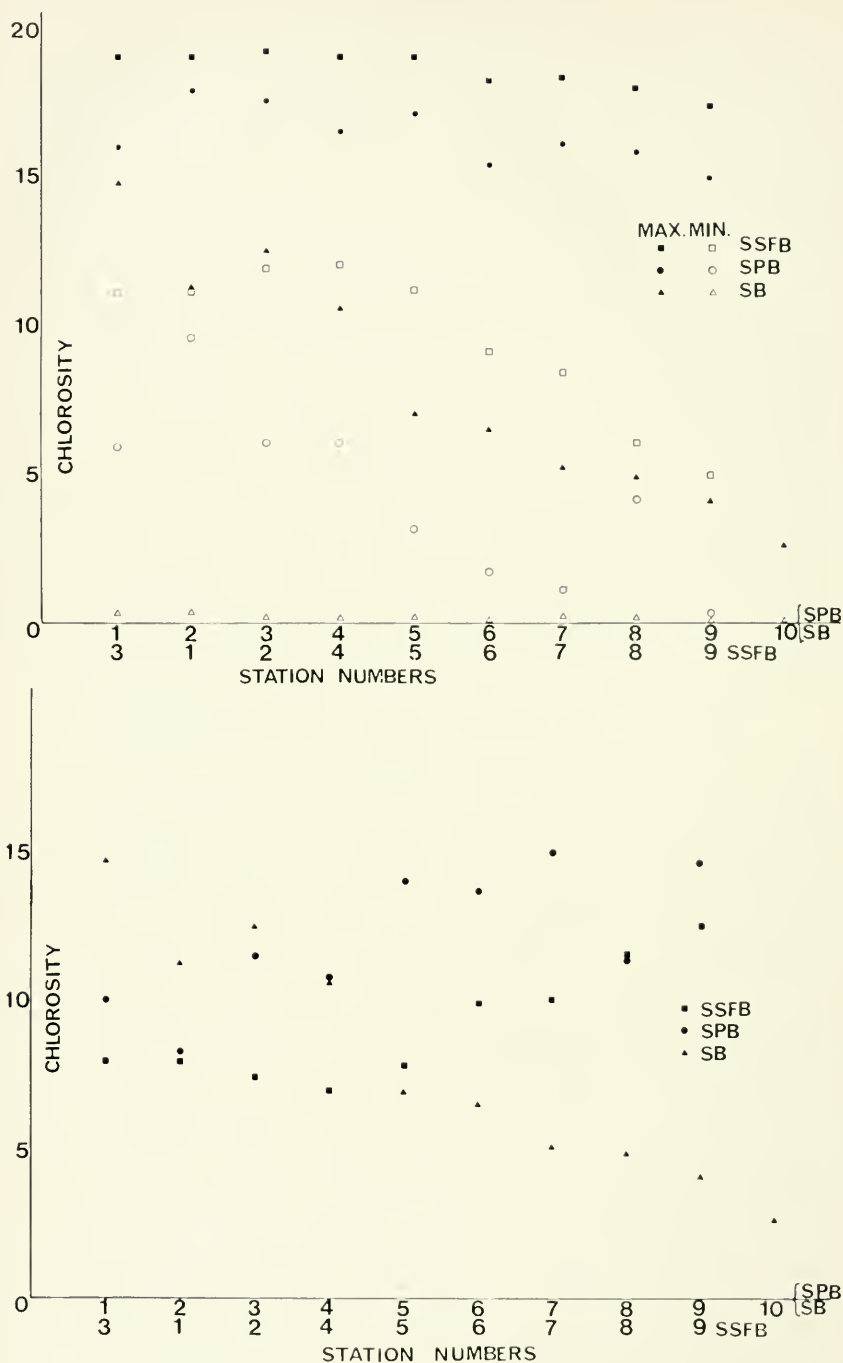 20
15
10
5
0
CHLOROSITY
MAX. MIN.
SSFB
SPB
SB
1 2 3 4 5 6 7 8 9 10 {SPB
SB
3 1 2 4 5 6 7 8 9 SSFB
STATION NUMBERS
15
10
5
0
CHLOROSITY
SSFB
SPB
SB
1 2 3 4 5 6 7 8 9 10 {SPB
SB
3 1 2 4 5 6 7 8 9 SSFB
STATION NUMBERS